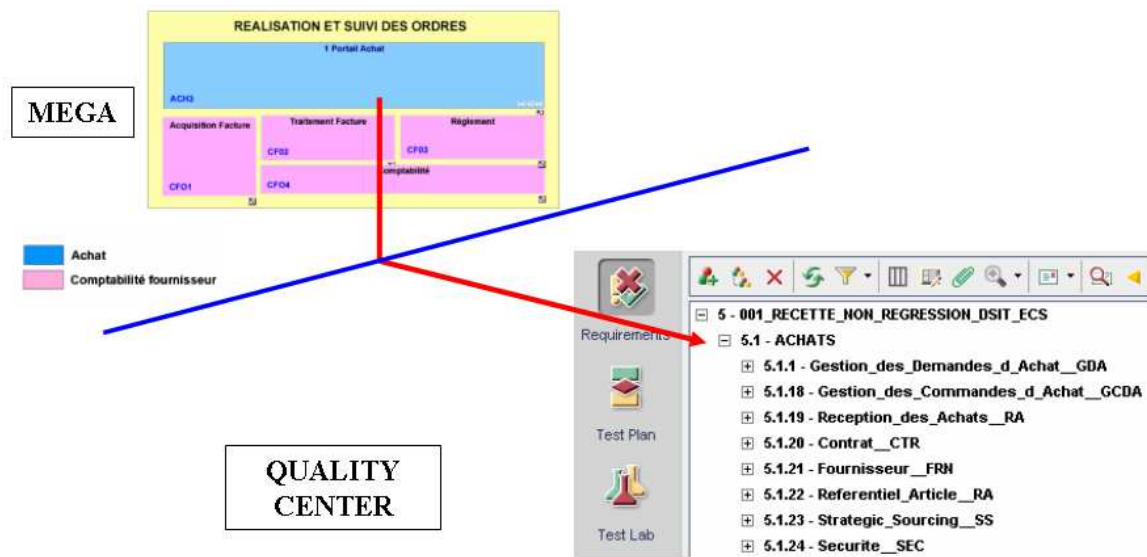 REALISATION ET SUIVI DES ORDRES
1 Portail Achat
ACH3
MEGA
Acquisition Facture
Traitement Facture
Règlement
CF02
CF03
CFO1
omptabilité
CFO4
Achat
Comptabilité fournisseur
Requirements
Test Plan
Test Lab
5 - 001_RECETTE_NON_REGRESSION_DSIT_ECS
5.1 - ACHATS
5.1.1 - Gestion_des_Demandes_d_Achat__GDA
5.1.18 - Gestion_des_Commandes_d_Achat__GCDA
5.1.19 - Reception_des_Achats__RA
5.1.20 - Contrat__CTR
5.1.21 - Fournisseur__FRN
5.1.22 - Referentiel_Article__RA
5.1.23 - Strategic_Sourcing__SS
5.1.24 - Securite__SEC
QUALITY
CENTER